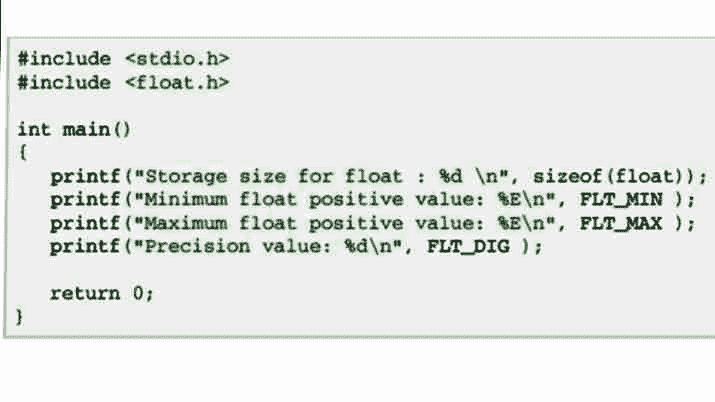 #include <stdio.h>
#include <float.h>
int main()
{
printf("Storage size for float : %d \n", sizeof(float));
printf("Minimum float positive value: %E\n", FLT_MIN );
printf("Maximum float positive value: %E\n", FLT_MAX );
printf("Precision value: %d\n", FLT_DIG );
return 0;
}